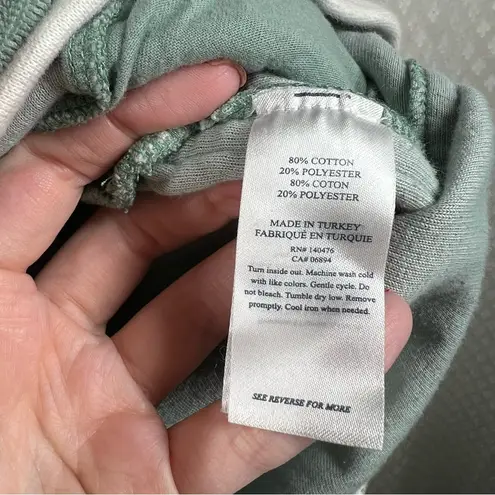 80% COTTON
20% POLYESTER
80% COTON
20% POLYESTER
MADE IN TURKEY
FABRIQUÉ EN TURQUIE
RN# 140476
CA# 06894
Turn inside out. Machine wash cold
with like colors. Gentle cycle. Do
not bleach. Tumble dry low. Remove
promptly. Cool iron when needed.
SEE REVERSE FOR MORE